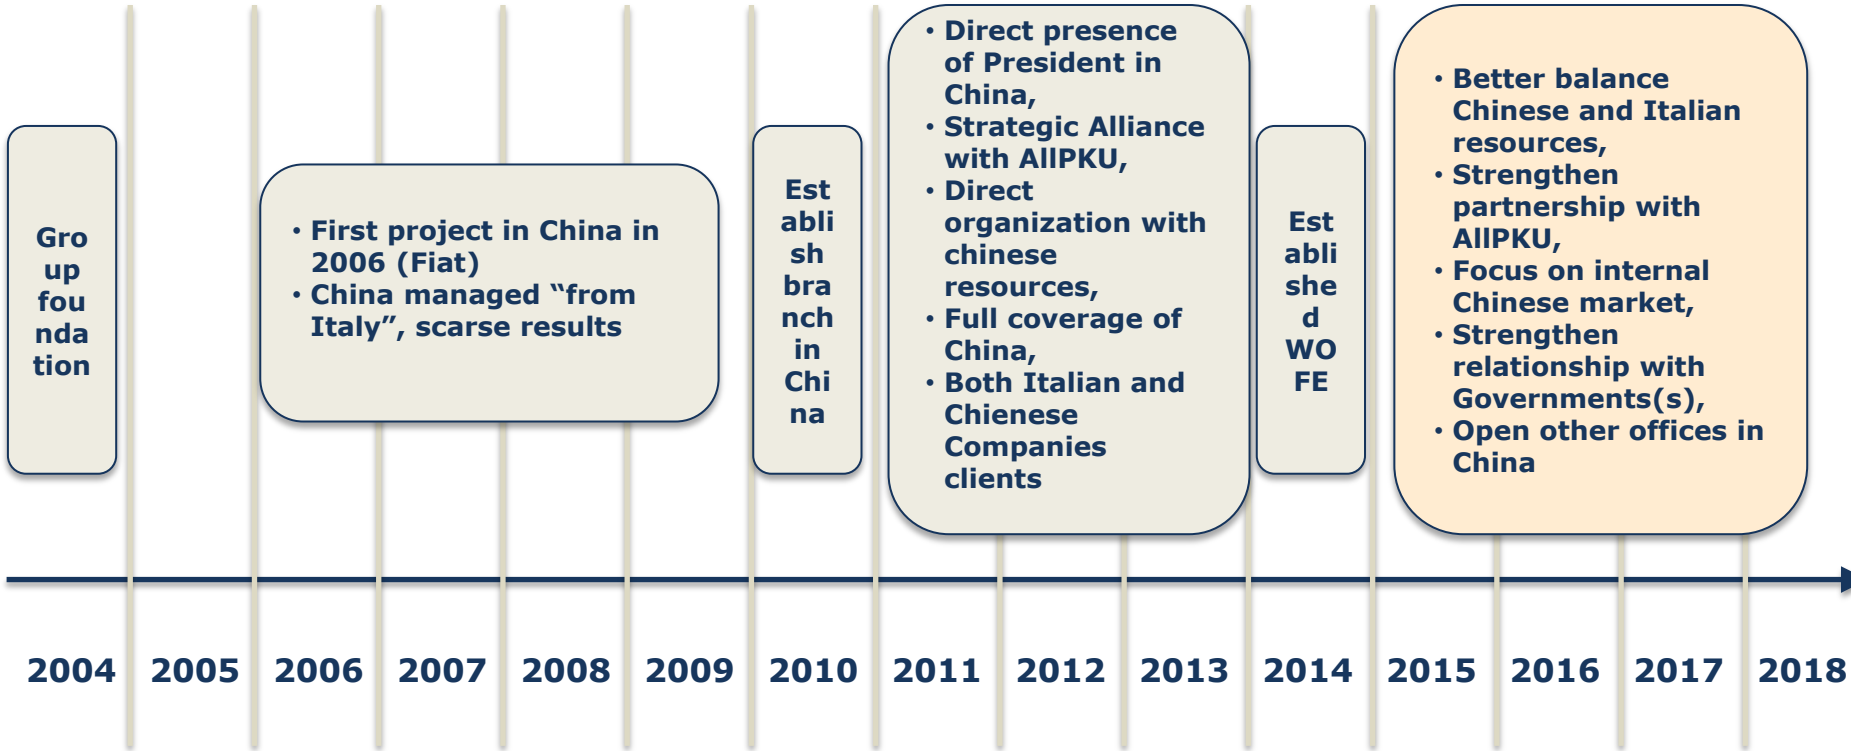 Gro
up
fou
nda
tion
• First project in China in
2006 (Fiat)
• China managed “from
Italy”, scarse results
Est
abli
sh
bra
nch
in
Chi
na
• Direct presence
of President in
China,
• Strategic Alliance
with AllPKU,
• Direct
organization with
chinese
resources,
• Full coverage of
China,
• Both Italian and
Chienese
Companies
clients
Est
abli
she
d
WO
FE
• Better balance
Chinese and Italian
resources,
• Strengthen
partnership with
AllPKU,
• Focus on internal
Chinese market,
• Strengthen
relationship with
Governments(s),
• Open other offices in
China
2004 2005 2006 2007 2008 2009 2010 2011 2012 2013 2014 2015 2016 2017 2018